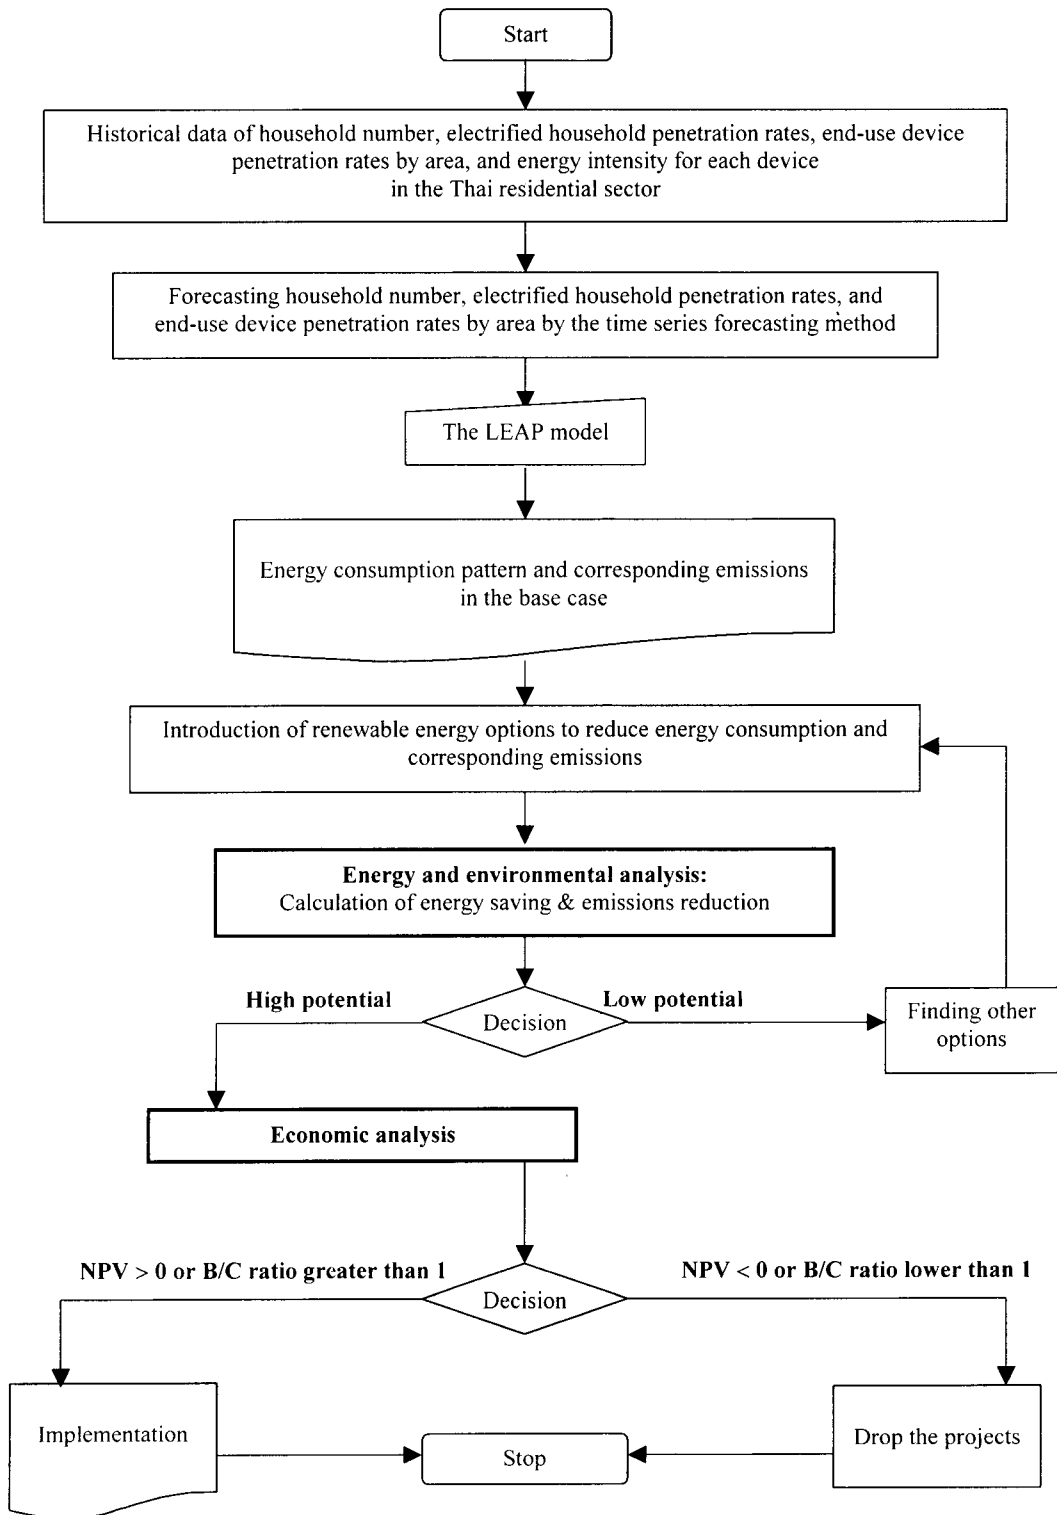 Start
Historical data of household number, electrified household penetration rates, end-use device
penetration rates by area, and energy intensity for each device
in the Thai residential sector
Forecasting household number, electrified household penetration rates, and
end-use device penetration rates by area by the time series forecasting method
The LEAP model
Energy consumption pattern and corresponding emissions
in the base case
Introduction of renewable energy options to reduce energy consumption and
corresponding emissions
Energy and environmental analysis:
Calculation of energy saving & emissions reduction
High potential
Low potential
Decision
Finding other
options
Economic analysis
NPV > 0 or B/C ratio greater than 1
NPV < 0 or B/C ratio lower than 1
Decision
Implementation
Stop
Drop the projects